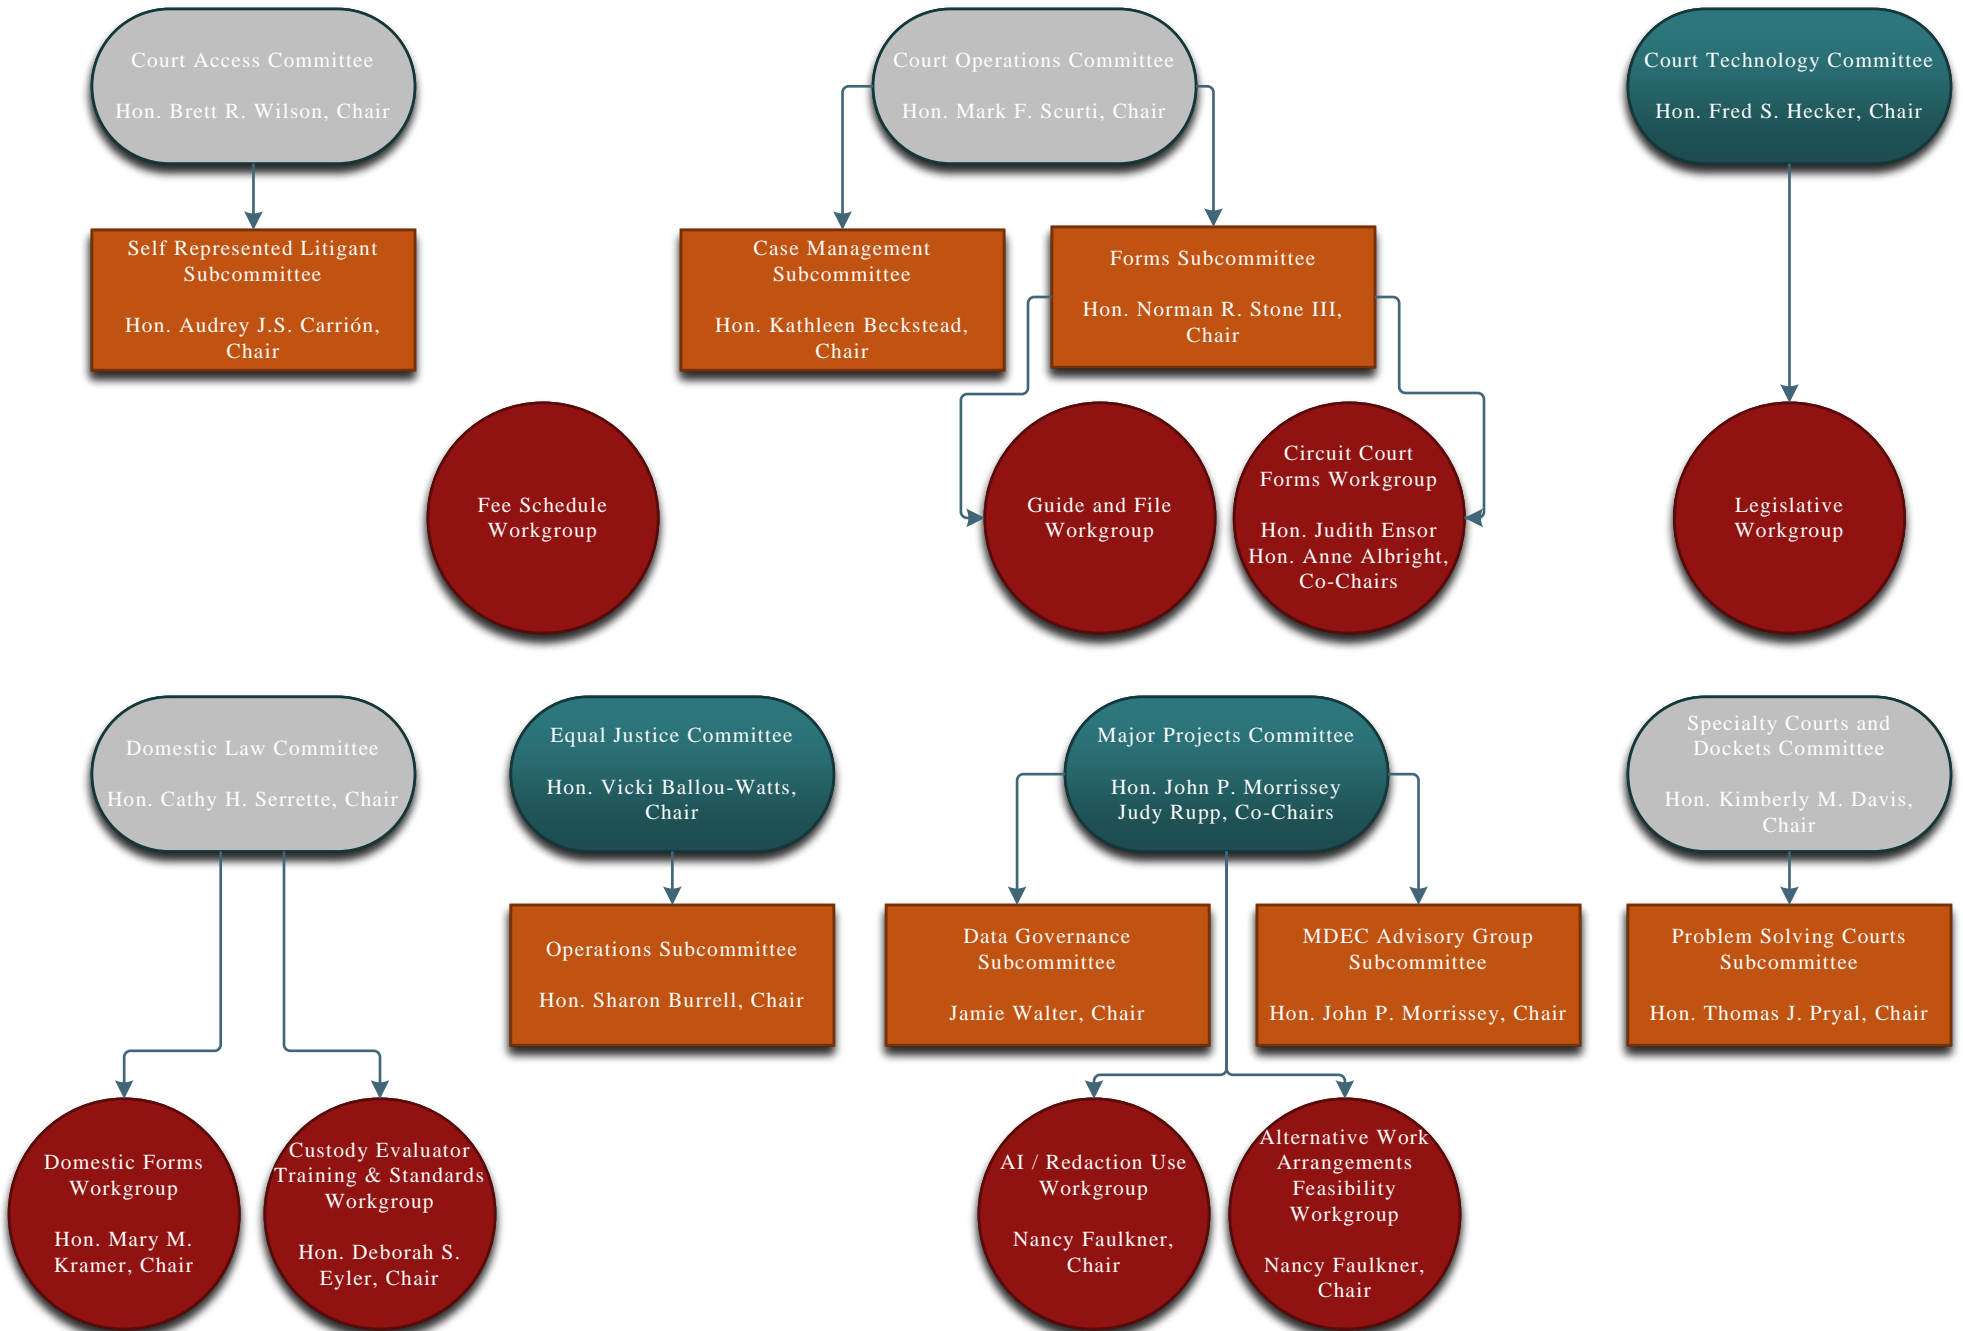 Court Access Committee
Hon. Brett R. Wilson, Chair
Court Operations Committee
Hon. Mark F. Scurti, Chair
Court Technology Committee
Hon. Fred S. Hecker, Chair
Self Represented Litigant
Subcommittee
Hon. Audrey J.S. Carrión,
Chair
Case Management
Subcommittee
Hon. Kathleen Beckstead,
Chair
Forms Subcommittee
Hon. Norman R. Stone III,
Chair
Fee Schedule
Workgroup
Guide and File
Workgroup
Circuit Court
Forms Workgroup
Hon. Judith Ensor
Hon. Anne Albright,
Co-Chairs
Legislative
Workgroup
Domestic Law Committee
Hon. Cathy H. Serrette, Chair
Equal Justice Committee
Hon. Vicki Ballou-Watts,
Chair
Major Projects Committee
Hon. John P. Morrissey
Judy Rupp, Co-Chairs
Specialty Courts and
Dockets Committee
Hon. Kimberly M. Davis,
Chair
Operations Subcommittee
Hon. Sharon Burrell, Chair
Data Governance
Subcommittee
Jamie Walter, Chair
MDEC Advisory Group
Subcommittee
Hon. John P. Morrissey, Chair
Problem Solving Courts
Subcommittee
Hon. Thomas J. Pryal, Chair
Domestic Forms
Workgroup
Hon. Mary M.
Kramer, Chair
Custody Evaluator
Training & Standards
Workgroup
Hon. Deborah S.
Eyler, Chair
AI / Redaction Use
Workgroup
Nancy Faulkner,
Chair
Alternative Work
Arrangements
Feasibility
Workgroup
Nancy Faulkner,
Chair